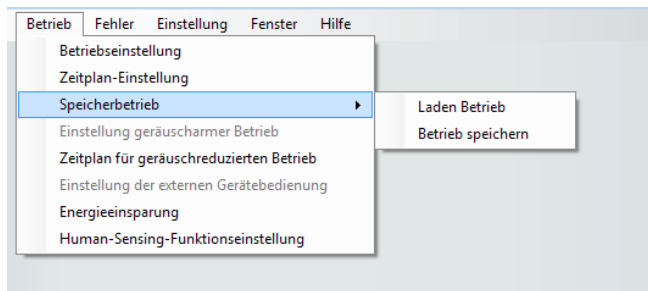 Betrieb Fehler Einstellung Fenster Hilfe
Betriebseinstellung
Zeitplan-Einstellung
Speicherbetrieb
Laden Betrieb
Betrieb speichern
Einstellung geräuscharmer Betrieb
Zeitplan für geräuschreduzierten Betrieb
Einstellung der externen Gerätebedienung
Energieeinsparung
Human-Sensing-Funktionseinstellung